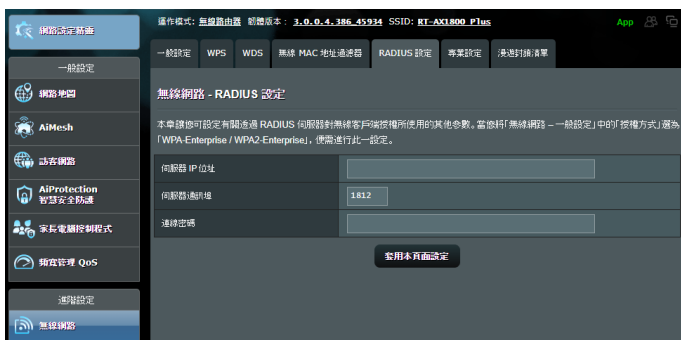 網路設定精靈
運作模式: 無線路由器 韌體版本: 3.0.0.4.386_45934 SSID: RT-AX1800 Plus App
一般設定 WPS WDS 無線 MAC 地址過濾器 RADIUS 設定 專業設定 漫遊封鎖清單
一般設定
網路地圖
AiMesh
訪客網路
AiProtection
智慧安全防護
家長電腦控制程式
頻寬管理 QoS
進階設定
無線網路
無線網路 - RADIUS 設定
本章讓您可設定有關透過 RADIUS 伺服器對無線客戶端授權所使用的其他參數。當您將「無線網路 – 一般設定」中的「授權方式」選為
「WPA-Enterprise / WPA2-Enterprise」，便需進行此一設定。
伺服器 IP 位址
伺服器通訊埠 1812
連線密碼
套用本頁面設定